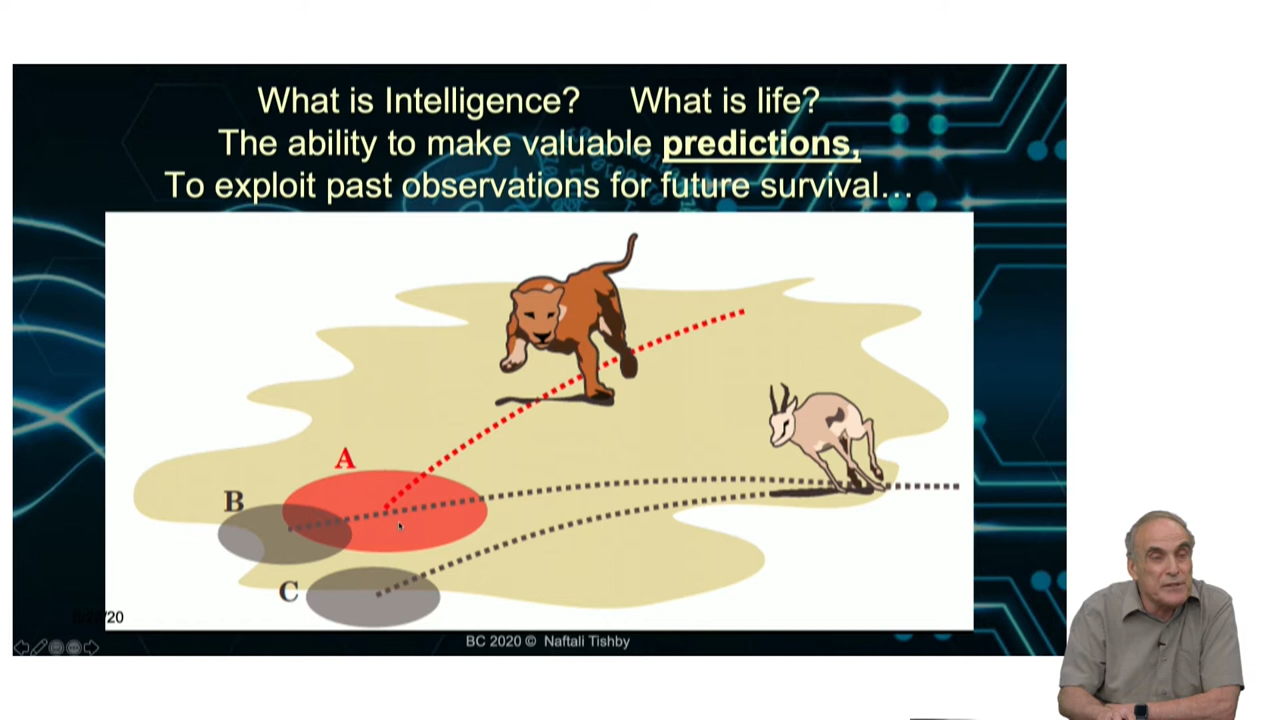 What is Intelligence? What is life?
The ability to make valuable predictions,
To exploit past observations for future survival...
A
B
C
/20
BC 2020 © Naftali Tishby